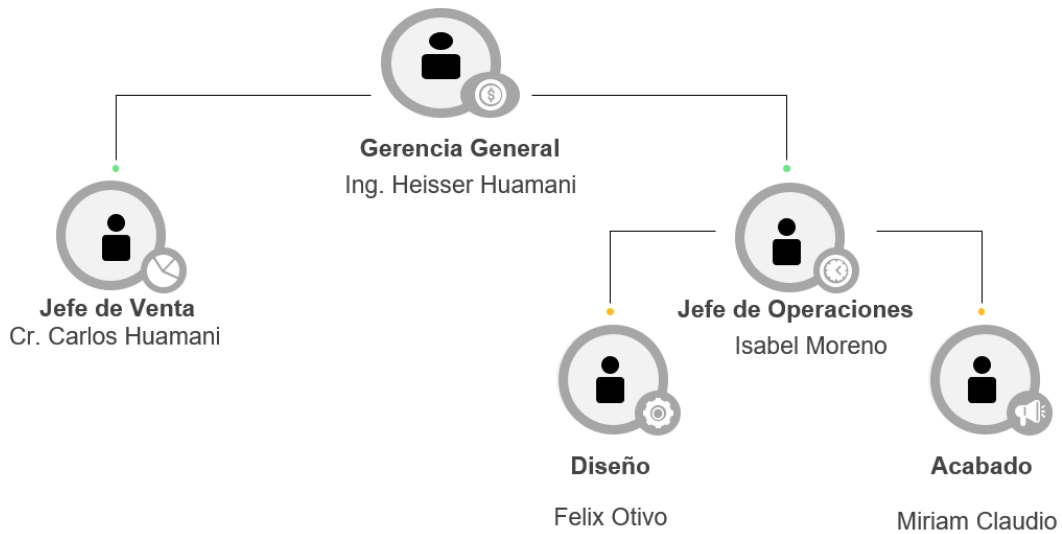 Gerencia General
Ing. Heisser Huamani
Jefe de Venta
Cr. Carlos Huamani
Jefe de Operaciones
Isabel Moreno
Diseño
Felix Otivo
Acabado
Miriam Claudio